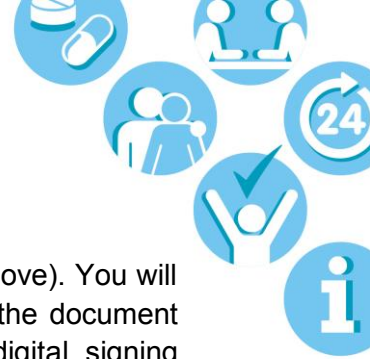 24
ove). You will
the document
digital signing
i